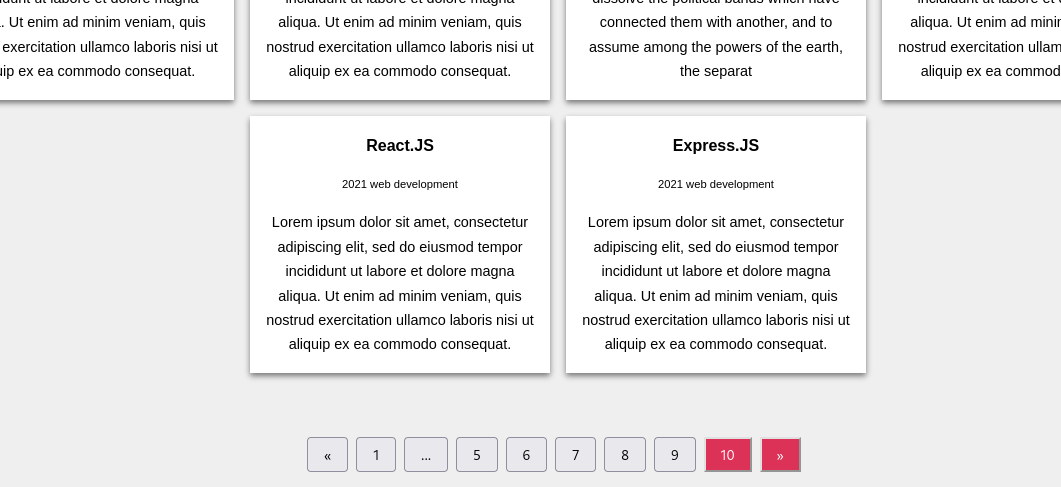 dunt ut labore et dolore magna
. Ut enim ad minim veniam, quis
exercitation ullamco laboris nisi ut
uip ex ea commodo consequat.
incididunt ut labore et dolore magna
aliqua. Ut enim ad minim veniam, quis
nostrud exercitation ullamco laboris nisi ut
aliquip ex ea commodo consequat.
dissolve the political bands which have
connected them with another, and to
assume among the powers of the earth,
the separat
incididunt ut labore et d
aliqua. Ut enim ad minim
nostrud exercitation ullam
aliquip ex ea commod
React.JS
2021 web development
Lorem ipsum dolor sit amet, consectetur
adipiscing elit, sed do eiusmod tempor
incididunt ut labore et dolore magna
aliqua. Ut enim ad minim veniam, quis
nostrud exercitation ullamco laboris nisi ut
aliquip ex ea commodo consequat.
Express.JS
2021 web development
Lorem ipsum dolor sit amet, consectetur
adipiscing elit, sed do eiusmod tempor
incididunt ut labore et dolore magna
aliqua. Ut enim ad minim veniam, quis
nostrud exercitation ullamco laboris nisi ut
aliquip ex ea commodo consequat.
« 1 ... 5 6 7 8 9 10 »